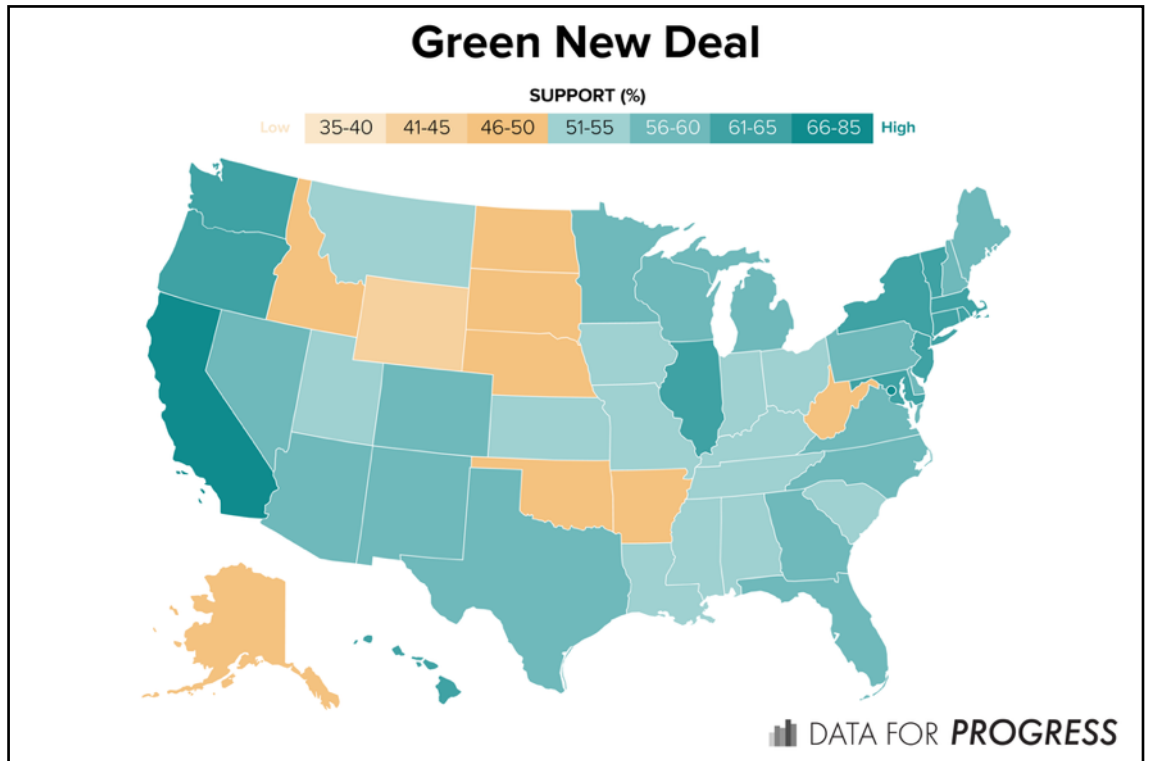 Green New Deal
SUPPORT (%)
Low 35-40 41-45 46-50 51-55 56-60 61-65 66-85 High
DATA FOR PROGRESS